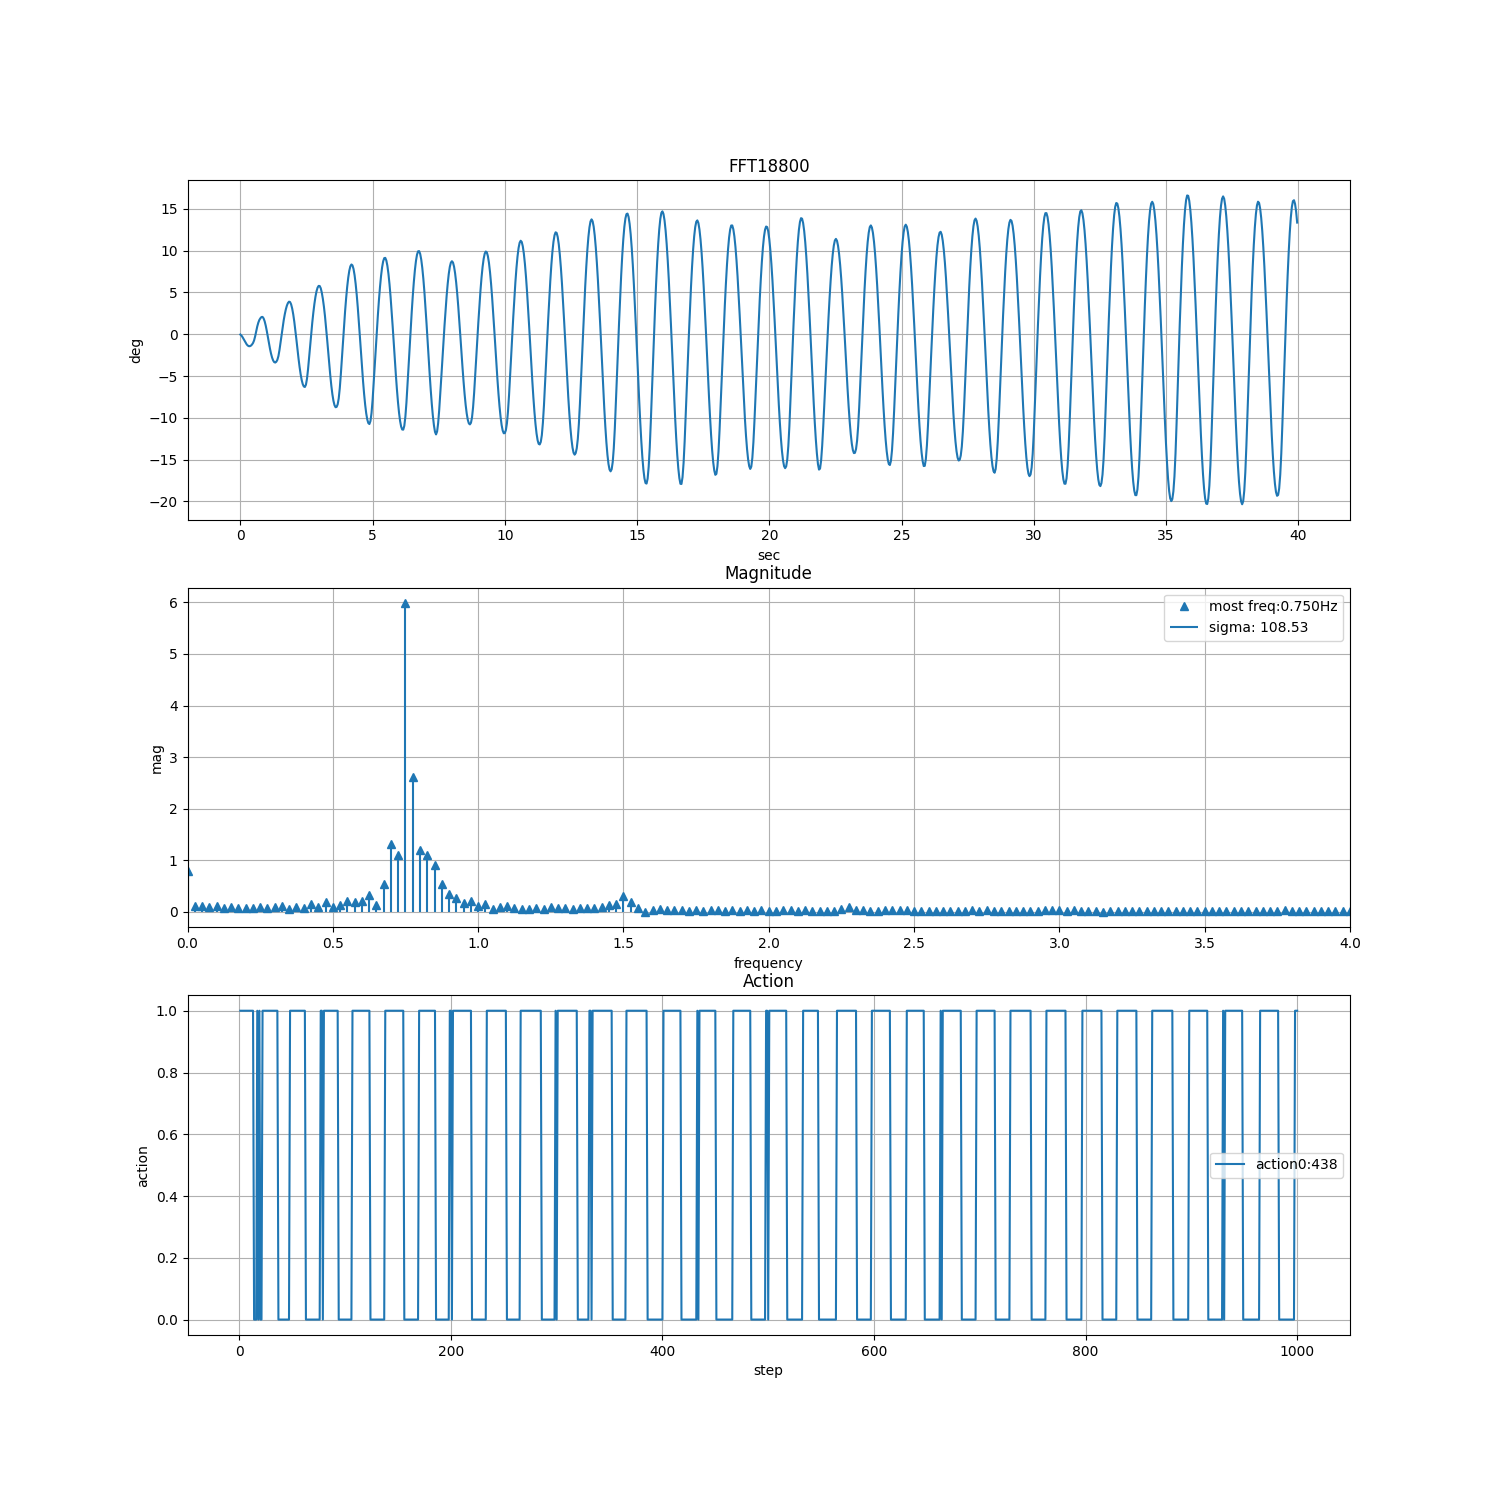 FFT18800
15
10
5
0
−5
−10
−15
−20
deg
0 5 10 15 20 25 30 35 40
sec
Magnitude
6
5
4
3
2
1
0
mag
most freq:0.750Hz
sigma: 108.53
0.0 0.5 1.0 1.5 2.0 2.5 3.0 3.5 4.0
frequency
Action
1.0
0.8
0.6
0.4
0.2
0.0
action
action0:438
0 200 400 600 800 1000
step